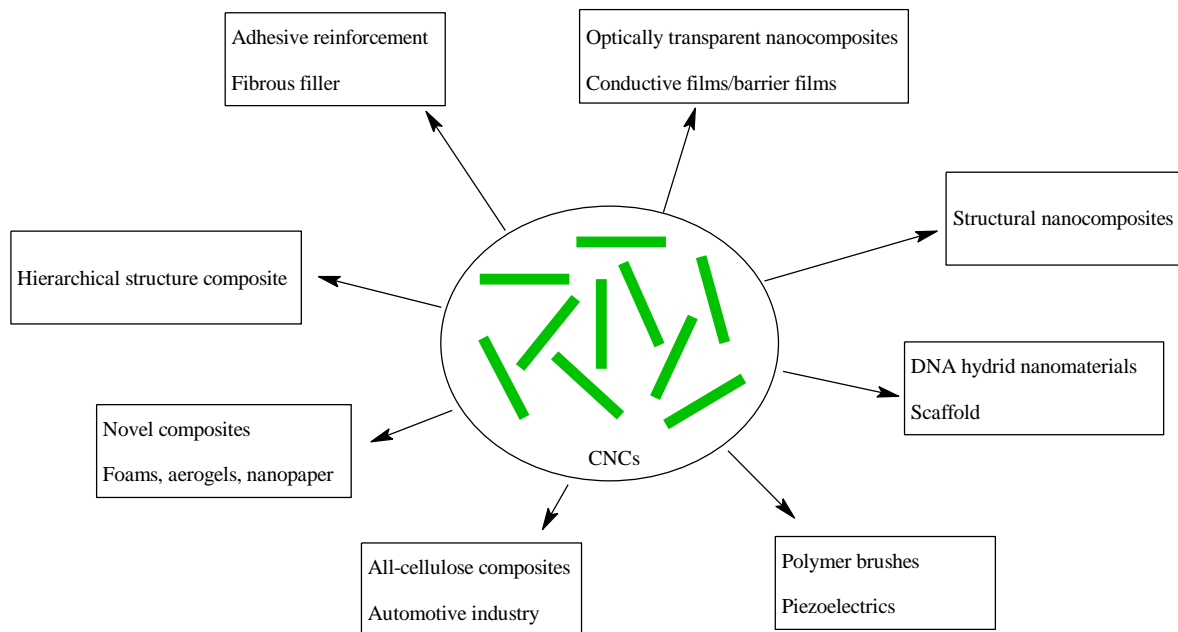 Adhesive reinforcement
Fibrous filler
Optically transparent nanocomposites
Conductive films/barrier films
Structural nanocomposites
Hierarchical structure composite
DNA hydrid nanomaterials
Scaffold
Novel composites
Foams, aerogels, nanopaper
CNCs
All-cellulose composites
Automotive industry
Polymer brushes
Piezoelectrics